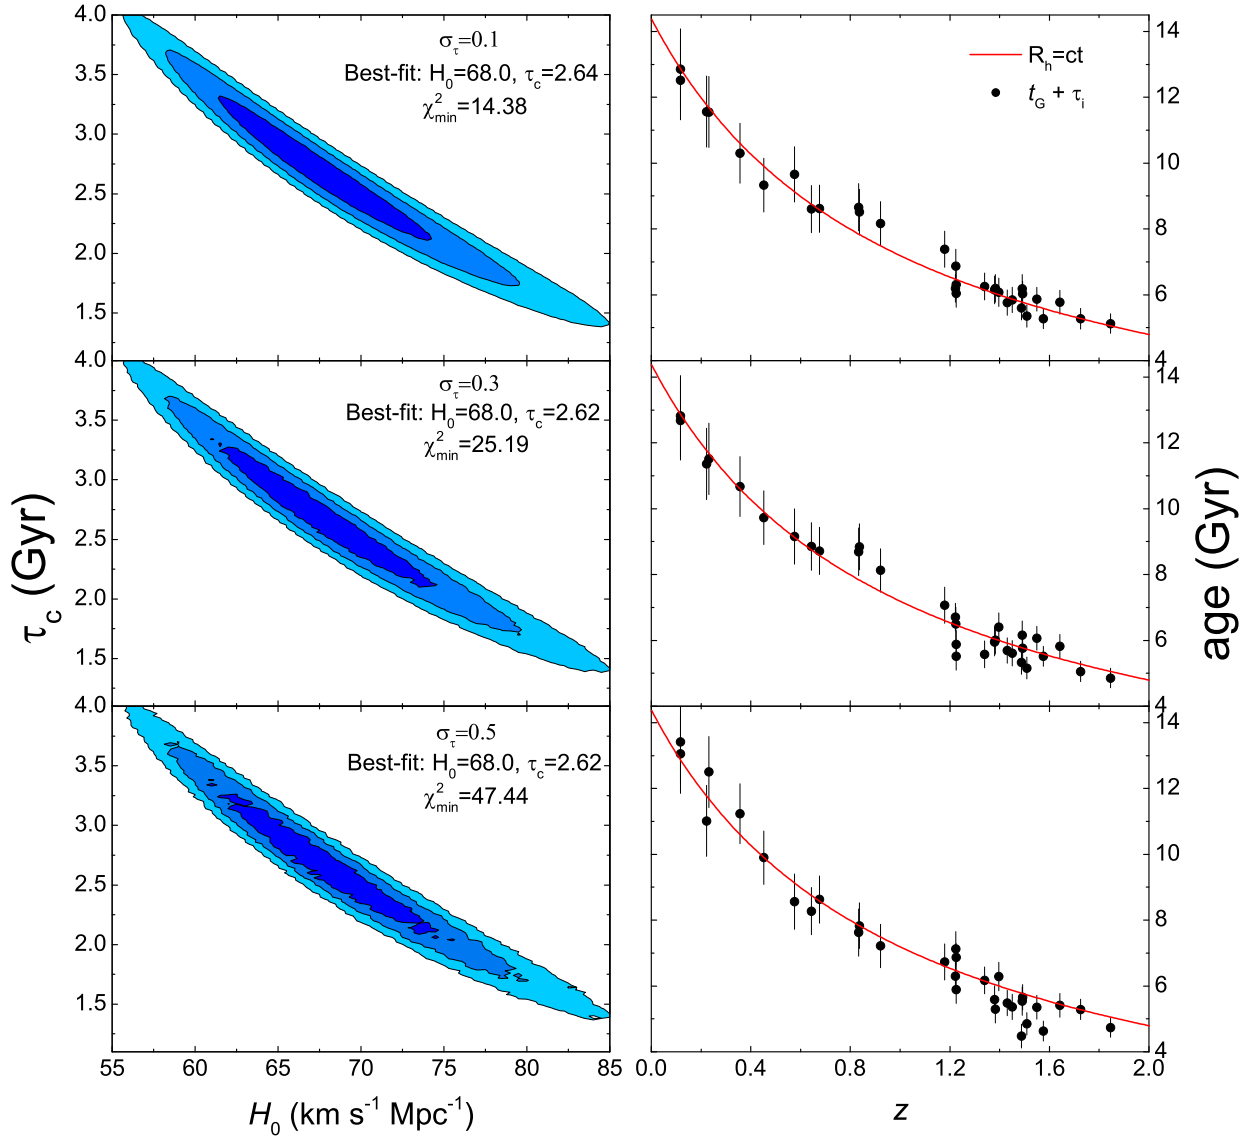 σ_τ=0.1
Best-fit: H_0=68.0, τ_c=2.64
χ²_min=14.38
4.0
3.5
3.0
2.5
2.0
1.5
R_h=ct
t_G + τ_i
14
12
10
8
6
4
σ_τ=0.3
Best-fit: H_0=68.0, τ_c=2.62
χ²_min=25.19
4.0
3.5
3.0
2.5
2.0
1.5
14
12
10
8
6
4
σ_τ=0.5
Best-fit: H_0=68.0, τ_c=2.62
χ²_min=47.44
4.0
3.5
3.0
2.5
2.0
1.5
14
12
10
8
6
4
τ_c (Gyr)
age (Gyr)
55 60 65 70 75 80 85
0.0 0.4 0.8 1.2 1.6 2.0
H_0 (km s⁻¹ Mpc⁻¹)
z